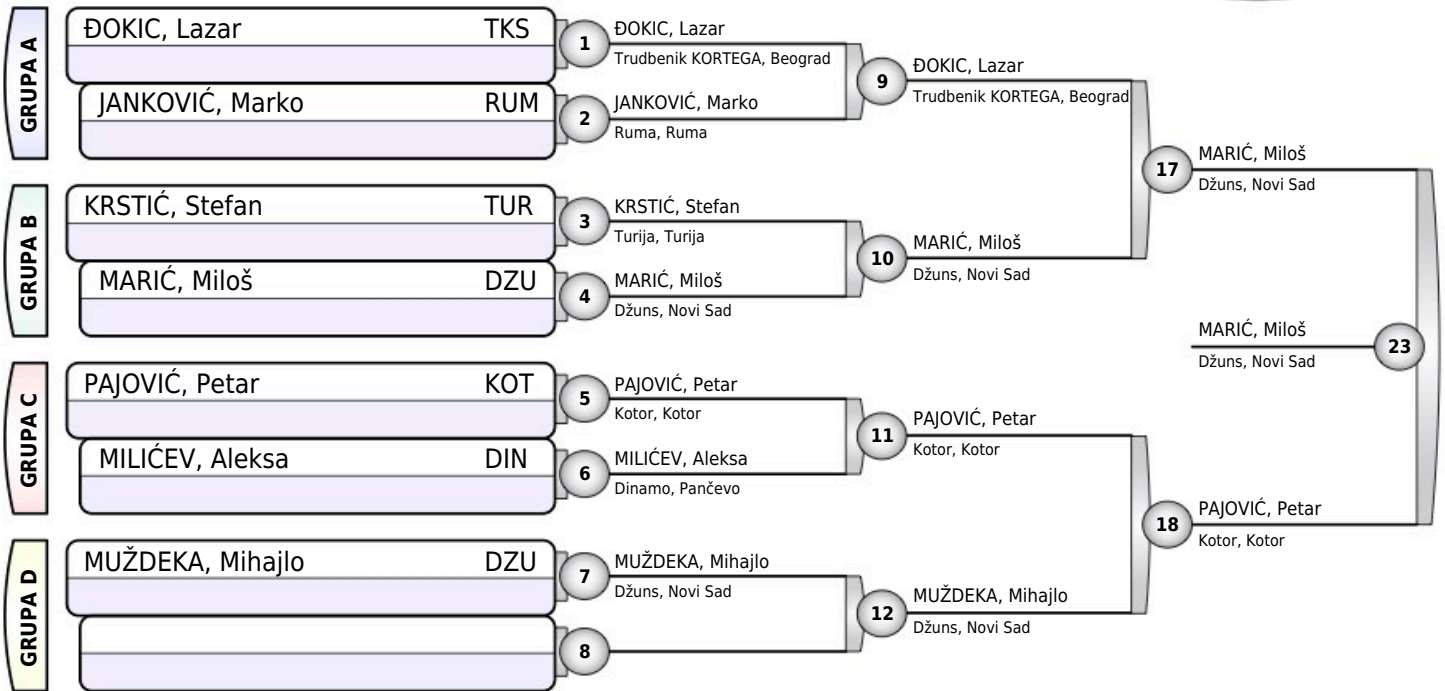 GRUPA A
ĐOKIC, Lazar TKS
JANKOVIĆ, Marko RUM
GRUPA B
KRSTIĆ, Stefan TUR
MARIĆ, Miloš DZU
GRUPA C
PAJOVIĆ, Petar KOT
MILIĆEV, Aleksa DIN
GRUPA D
MUŽDEKA, Mihajlo DZU
1
ĐOKIC, Lazar
Trudbenik KORTEGA, Beograd
2
JANKOVIĆ, Marko
Ruma, Ruma
3
KRSTIĆ, Stefan
Turija, Turija
4
MARIĆ, Miloš
Džuns, Novi Sad
5
PAJOVIĆ, Petar
Kotor, Kotor
6
MILIĆEV, Aleksa
Dinamo, Pančevo
7
MUŽDEKA, Mihajlo
Džuns, Novi Sad
8
9
ĐOKIC, Lazar
Trudbenik KORTEGA, Beograd
10
MARIĆ, Miloš
Džuns, Novi Sad
11
PAJOVIĆ, Petar
Kotor, Kotor
12
MUŽDEKA, Mihajlo
Džuns, Novi Sad
17
MARIĆ, Miloš
Džuns, Novi Sad
18
PAJOVIĆ, Petar
Kotor, Kotor
MARIĆ, Miloš
Džuns, Novi Sad
23